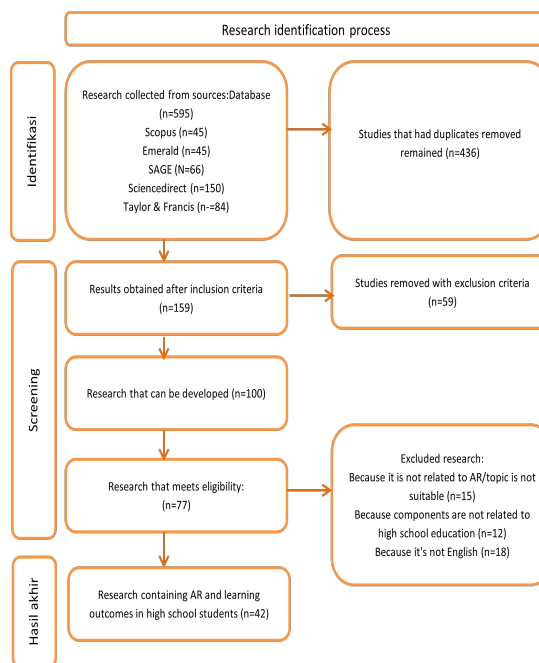 Research identification process
Identifikasi
Research collected from sources:Database
(n=595)
Scopus (n=45)
Emerald (n=45)
SAGE (N=66)
Sciencedirect (n=150)
Taylor & Francis (n-=84)
Studies that had duplicates removed
remained (n=436)
Screening
Results obtained after inclusion criteria
(n=159)
Studies removed with exclusion criteria
(n=59)
Research that can be developed (n=100)
Research that meets eligibility:
(n=77)
Excluded research:
Because it is not related to AR/topic is not
suitable (n=15)
Because components are not related to
high school education (n=12)
Because it's not English (n=18)
Hasil akhir
Research containing AR and learning
outcomes in high school students (n=42)